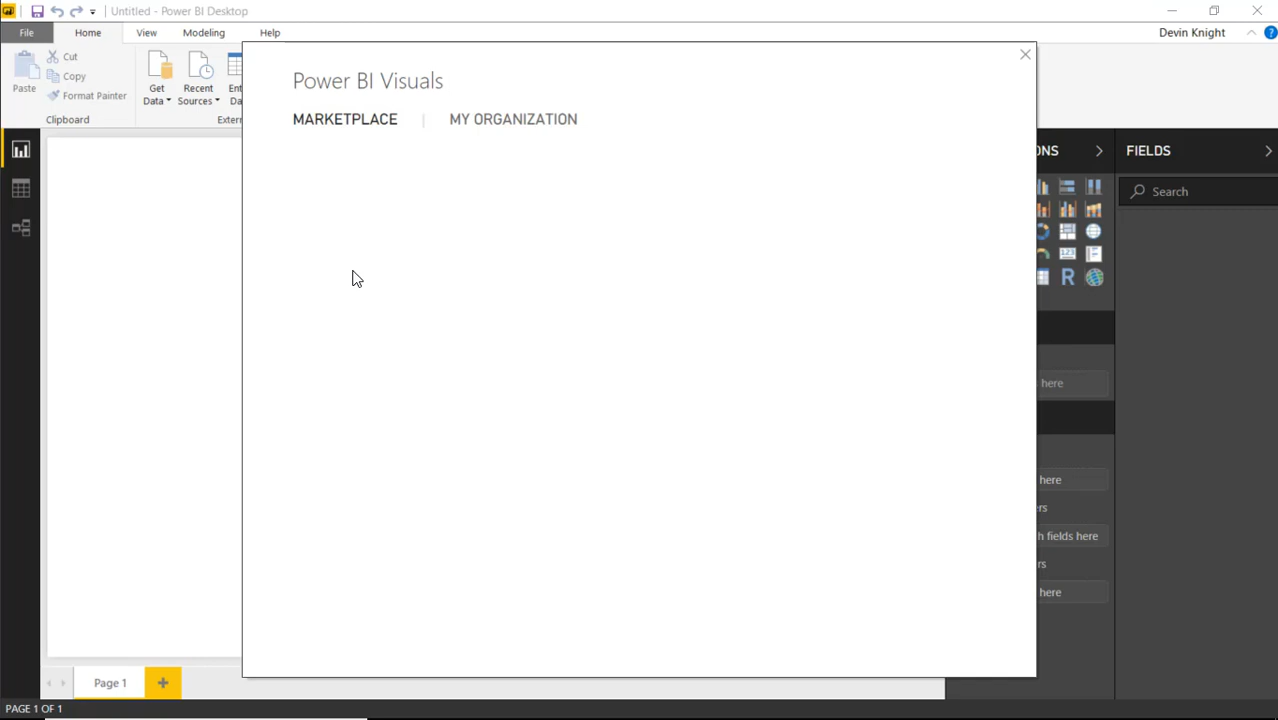 Untitled - Power BI Desktop
File Home View Modeling Help Devin Knight ?
Paste
Cut
Copy
Format Painter
Clipboard
Get Data
Recent Sources
Power BI Visuals
MARKETPLACE | MY ORGANIZATION
FIELDS
Search
123
R
here
here
h fields here
here
Page 1
PAGE 1 OF 1